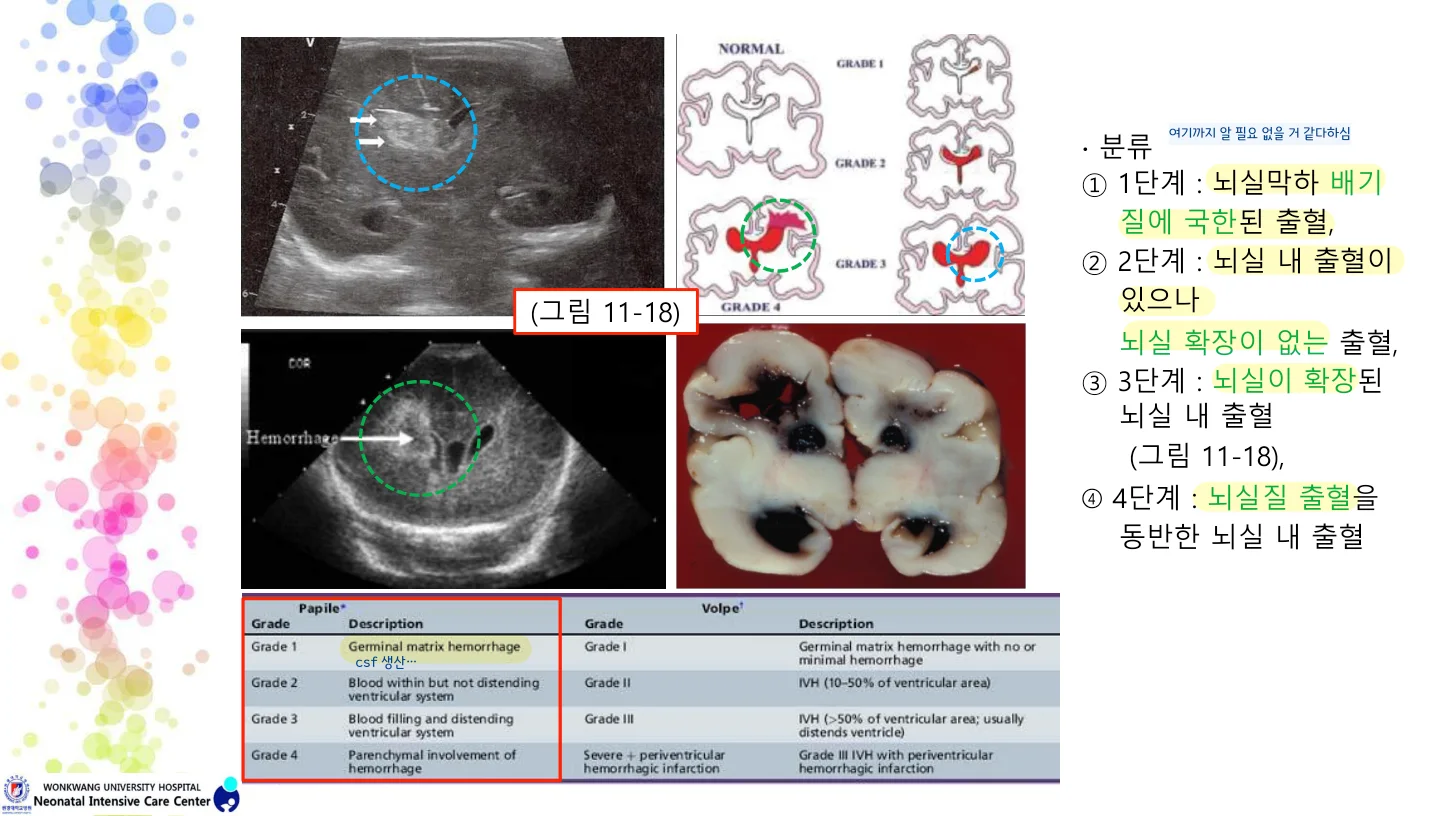 V
2
4
6
NORMAL
GRADE 1
GRADE 2
GRADE 3
GRADE 4
(그림 11-18)
COR
Hemorrhage
여기까지 알 필요 없을 거 같다하심
· 분류
① 1단계 : 뇌실막하 배기
질에 국한된 출혈,
② 2단계 : 뇌실 내 출혈이
있으나
뇌실 확장이 없는 출혈,
③ 3단계 : 뇌실이 확장된
뇌실 내 출혈
(그림 11-18),
④ 4단계 : 뇌실질 출혈을
동반한 뇌실 내 출혈
Papile* Volpe†
Grade Description Grade Description
Grade 1 Germinal matrix hemorrhage Grade I Germinal matrix hemorrhage with no or
csf 생산… minimal hemorrhage
Grade 2 Blood within but not distending Grade II IVH (10–50% of ventricular area)
ventricular system
Grade 3 Blood filling and distending Grade III IVH (>50% of ventricular area; usually
ventricular system distends ventricle)
Grade 4 Parenchymal involvement of Severe + periventricular Grade III IVH with periventricular
hemorrhage hemorrhagic infarction hemorrhagic infarction
WONKWANG UNIVERSITY HOSPITAL
Neonatal Intensive Care Center